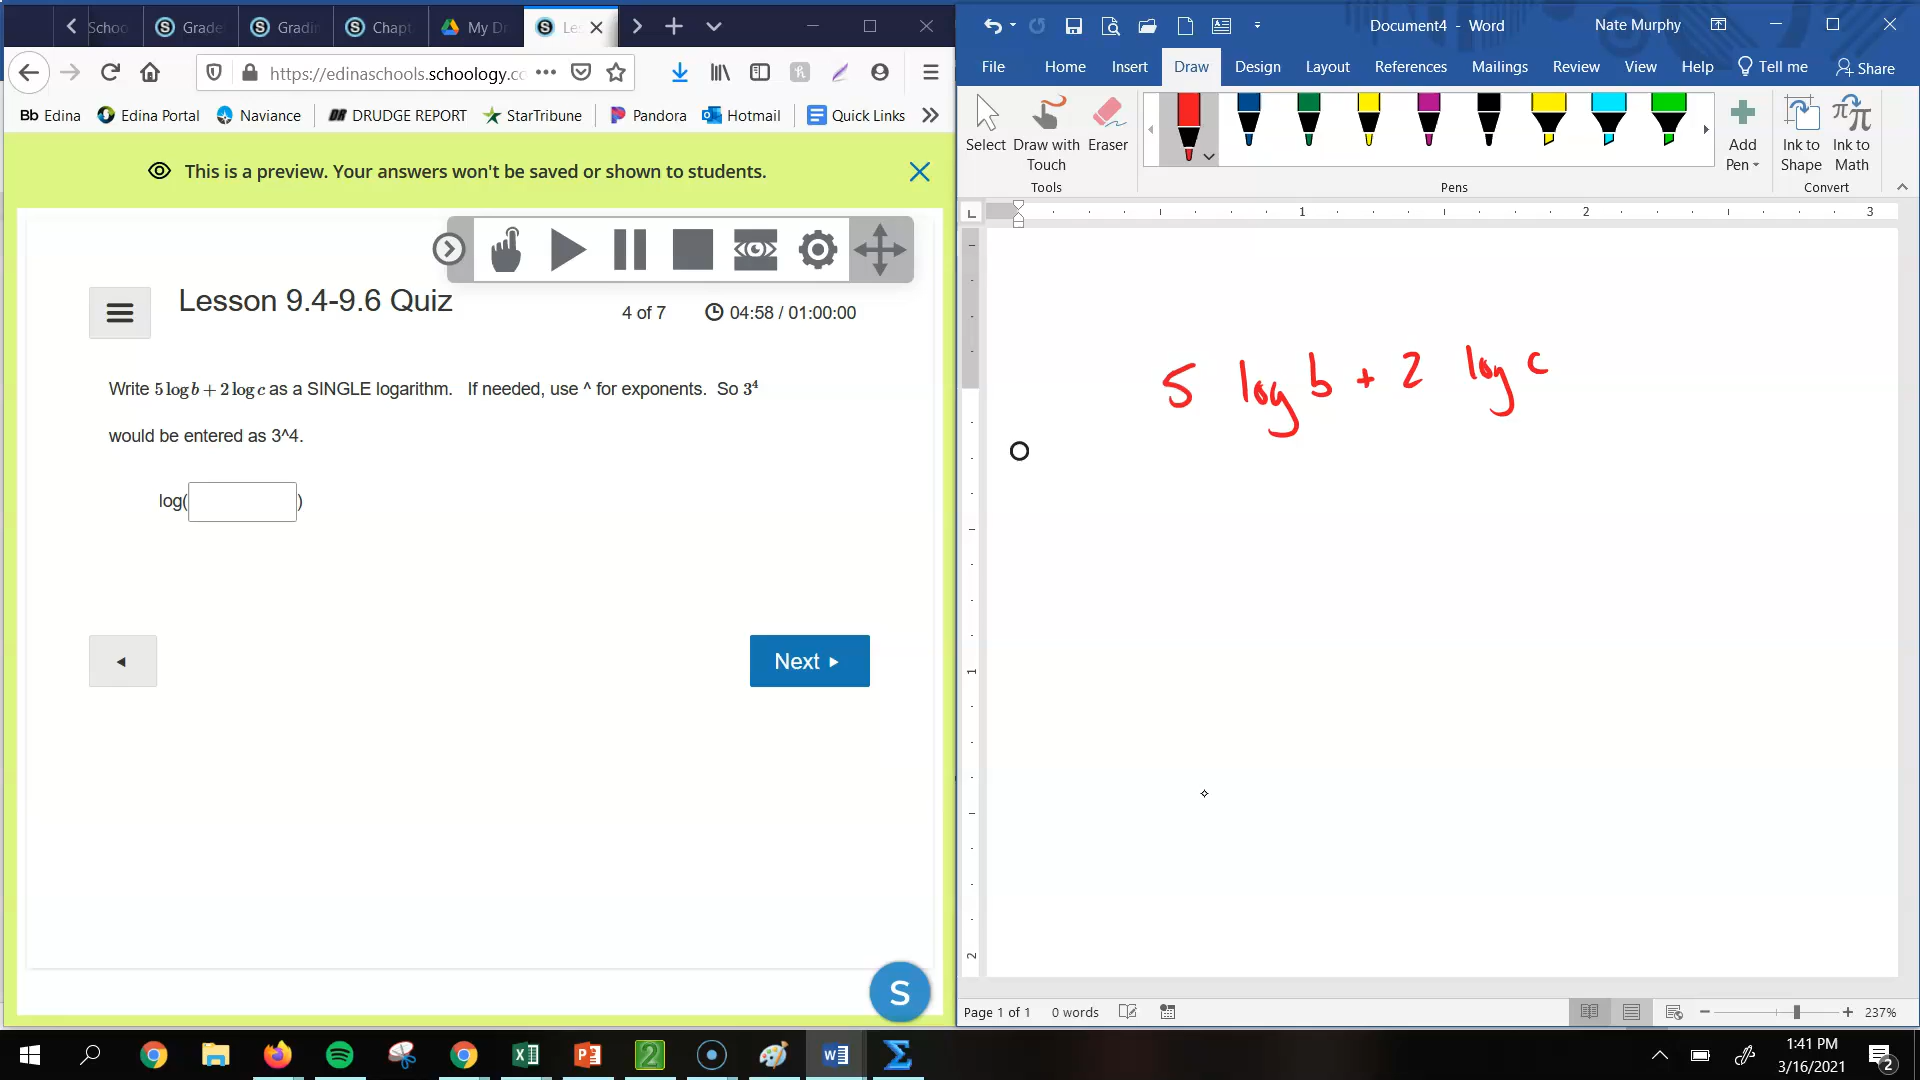 Schoo
Grade
Gradin
Chapt
My Dr
Le
Document4 - Word
Nate Murphy
https://edinaschools.schoology.co
File
Home
Insert
Draw
Design
Layout
References
Mailings
Review
View
Help
Tell me
Share
Bb Edina
Edina Portal
Naviance
DR DRUDGE REPORT
StarTribune
Pandora
Hotmail
Quick Links
Select
Draw with Touch
Eraser
Add Pen
Ink to Shape
Ink to Math
Tools
Pens
Convert
This is a preview. Your answers won't be saved or shown to students.
1
2
3
Lesson 9.4-9.6 Quiz
4 of 7
04:58 / 01:00:00
Write 5 log b + 2 log c as a SINGLE logarithm. If needed, use ^ for exponents. So 3⁴
would be entered as 3^4.
log( )
Next
5 log b + 2 log c
1
2
S
Page 1 of 1
0 words
237%
1:41 PM
3/16/2021
2